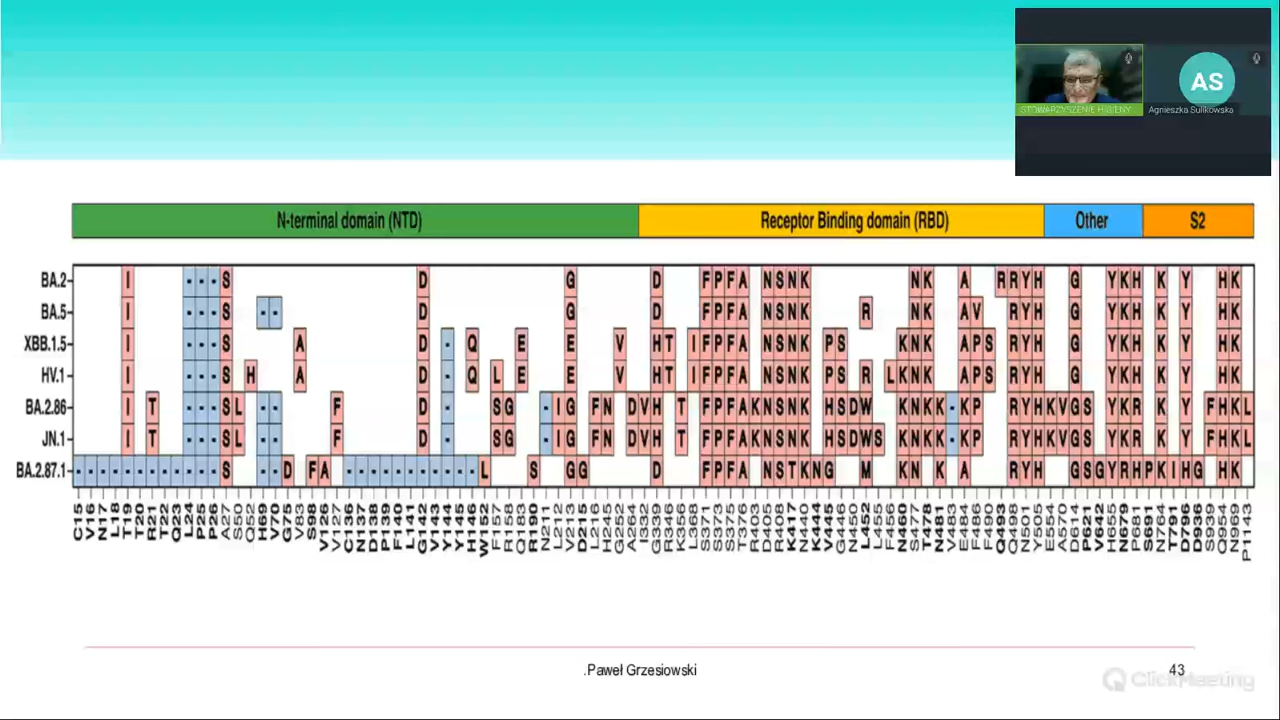 AS
STOWARZYSZENIE HIGIENY
Agnieszka Sulikowska
N-terminal domain (NTD) Receptor Binding domain (RBD) Other S2
BA.2 I - - - S D G D F P F A N S N K N K A R R Y H G Y K H K Y H K
BA.5 I - - - S - - D G D F P F A N S N K R N K A V R Y H G Y K H K Y H K
XBB.1.5 I - - - S A D - Q E E V H T I F P F A N S N K P S K N K A P S R Y H G Y K H K Y H K
HV.1 I - - - S H A D - Q L E E V H T I F P F A N S N K P S R L K N K A P S R Y H G Y K H K Y H K
BA.2.86 I T - - - S L - - F D - S G - I G F N D V H T F P F A K N S N K H S D W K N K K - K P R Y H K V G S Y K R K Y F H K L
JN.1 I T - - - S L - - F D - S G - I G F N D V H T F P F A K N S N K H S D W S K N K K - K P R Y H K V G S Y K R K Y F H K L
BA.2.87.1 - - - - - - - - - - - - S - - D F A - - - - - - - - - - - L S G G D F P F A N S T K N G M K N K A R Y H G S G Y R H P K I H G H K
C15 V16 N17 L18 T19 T20 R21 T22 Q23 L24 P25 P26 A27 S50 Q52 H69 V70 G75 V83 S98 V126 V127 C136 N137 D138 P139 F140 L141 G142 Y144 Y145 H146 W152 F157 R158 Q183 R190 N211 L212 V213 D215 L216 H245 G252 A264 I332 G339 R346 K356 L368 S371 S373 S375 T376 R403 D405 R408 K417 N440 K444 V445 G446 N450 L452 L455 F456 N460 S477 T478 N481 V483 E484 F486 F490 Q493 Q498 N501 Y505 E554 A570 D614 P621 V642 H655 N679 P681 S691 N764 T791 D796 D936 S939 Q954 N969 P1143
.Paweł Grzesiowski
43
ClickMeeting